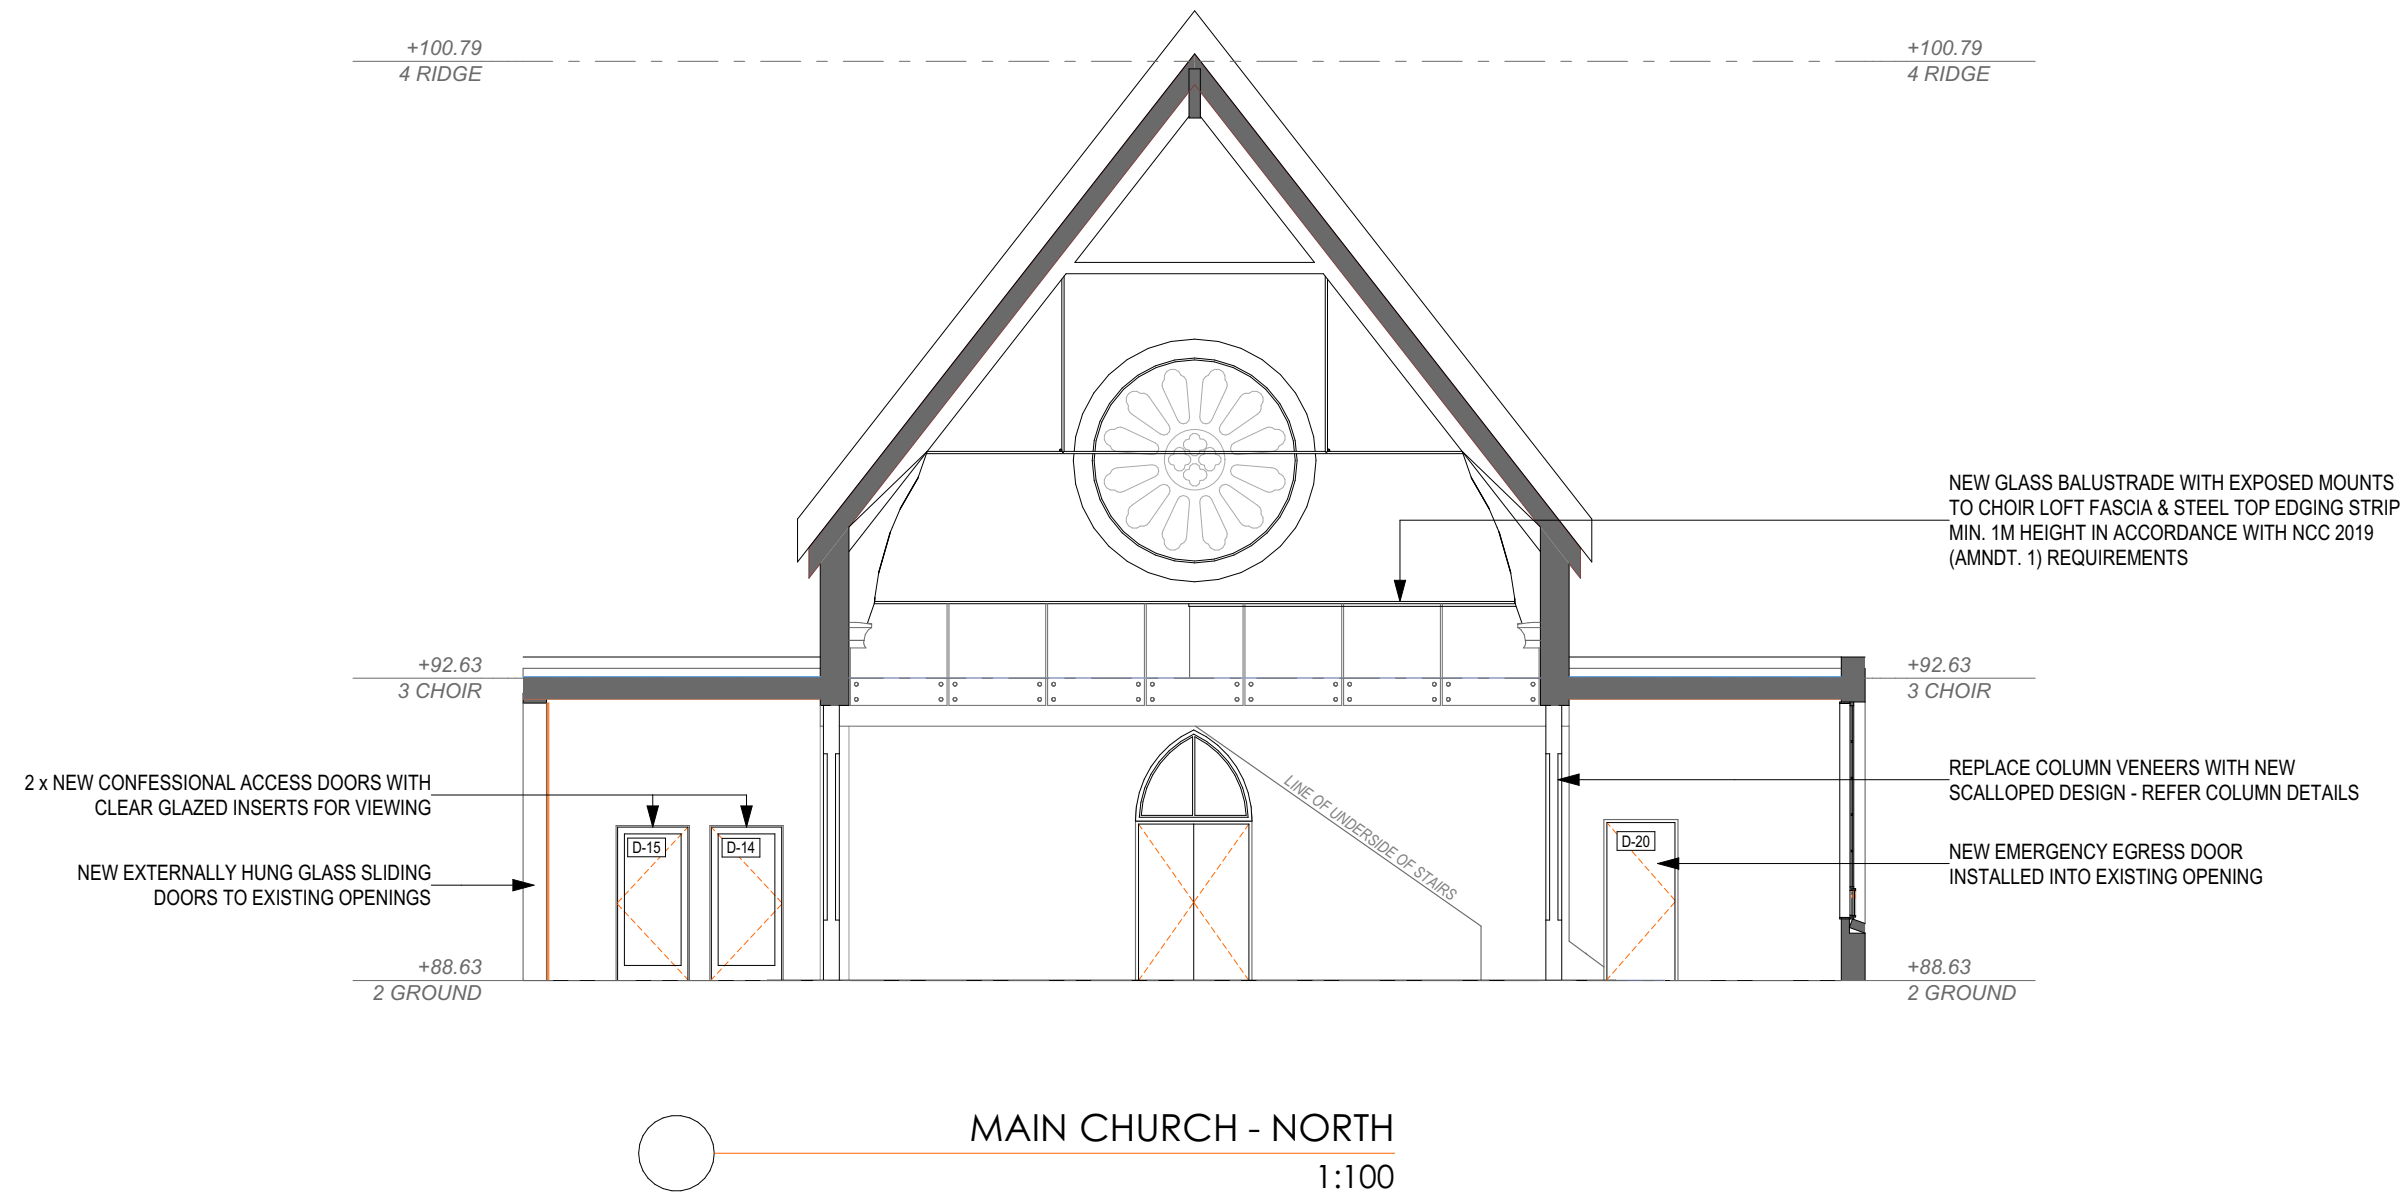 +100.79
4 RIDGE
+100.79
4 RIDGE
NEW GLASS BALUSTRADE WITH EXPOSED MOUNTS
TO CHOIR LOFT FASCIA & STEEL TOP EDGING STRIP
MIN. 1M HEIGHT IN ACCORDANCE WITH NCC 2019
(AMNDT. 1) REQUIREMENTS
+92.63
3 CHOIR
+92.63
3 CHOIR
2 x NEW CONFESSIONAL ACCESS DOORS WITH
CLEAR GLAZED INSERTS FOR VIEWING
LINE OF UNDERSIDE OF STAIRS
REPLACE COLUMN VENEERS WITH NEW
SCALLOPED DESIGN - REFER COLUMN DETAILS
D-15
D-14
D-20
NEW EXTERNALLY HUNG GLASS SLIDING
DOORS TO EXISTING OPENINGS
NEW EMERGENCY EGRESS DOOR
INSTALLED INTO EXISTING OPENING
+88.63
2 GROUND
+88.63
2 GROUND
MAIN CHURCH - NORTH
1:100